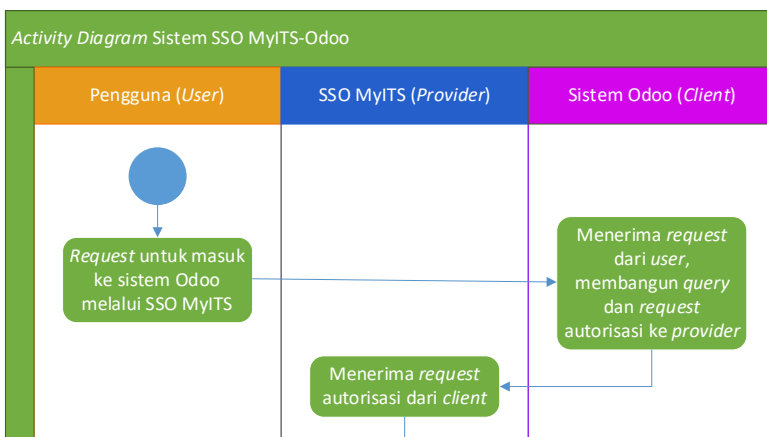 Activity Diagram Sistem SSO MyITS-Odoo
Pengguna (User)
SSO MyITS (Provider)
Sistem Odoo (Client)
Request untuk masuk
ke sistem Odoo
melalui SSO MyITS
Menerima request
dari user,
membangun query
dan request
autorisasi ke provider
Menerima request
autorisasi dari client